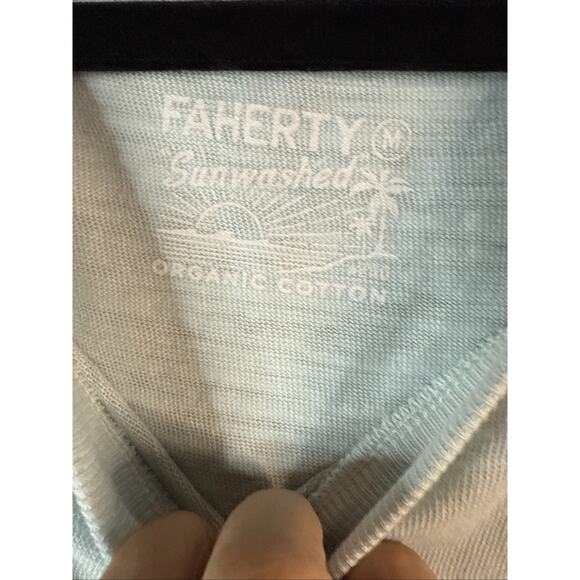 FAHERTY M
Sunwashed
ORGANIC COTTON